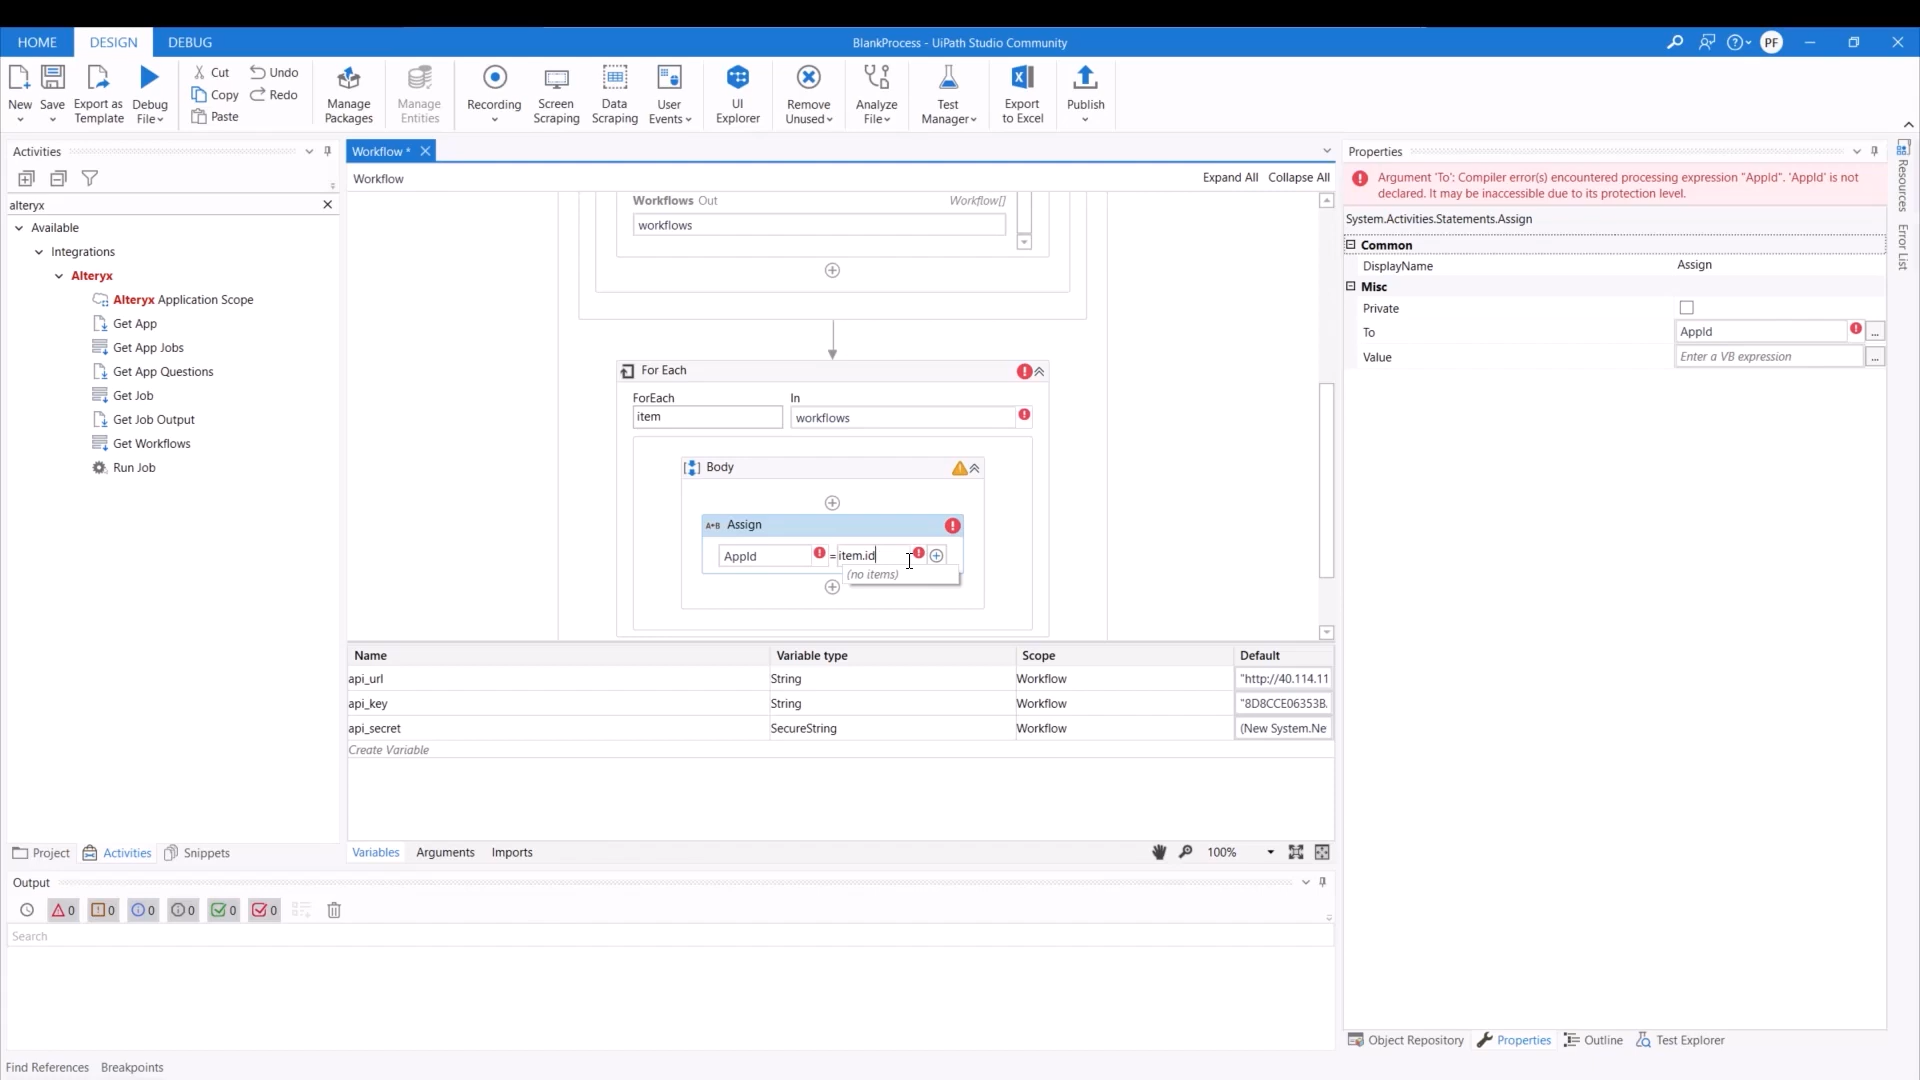 HOME DESIGN DEBUG BlankProcess - UiPath Studio Community PF
New Save Export as Template Debug File Cut Copy Paste Undo Redo Manage Packages Manage Entities Recording Screen Scraping Data Scraping User Events UI Explorer Remove Unused Analyze File Test Manager Export to Excel Publish
Activities
alteryx
Available
Integrations
Alteryx
Alteryx Application Scope
Get App
Get App Jobs
Get App Questions
Get Job
Get Job Output
Get Workflows
Run Job
Project Activities Snippets
Workflow *
Workflow Expand All Collapse All
Workflows Out Workflow[]
workflows
For Each
ForEach In
item workflows
Body
A+B Assign
AppId = item.id
(no items)
Name Variable type Scope Default
api_url String Workflow "http://40.114.11
api_key String Workflow "8D8CCE06353B.
api_secret SecureString Workflow (New System.Ne
Create Variable
Variables Arguments Imports 100%
Properties
Argument 'To': Compiler error(s) encountered processing expression "AppId". 'AppId' is not
declared. It may be inaccessible due to its protection level.
System.Activities.Statements.Assign
Common
DisplayName Assign
Misc
Private
To AppId ...
Value Enter a VB expression ...
Resources
Error List
Object Repository Properties Outline Test Explorer
Output
0 0 0 0 0 0
Search
Find References Breakpoints